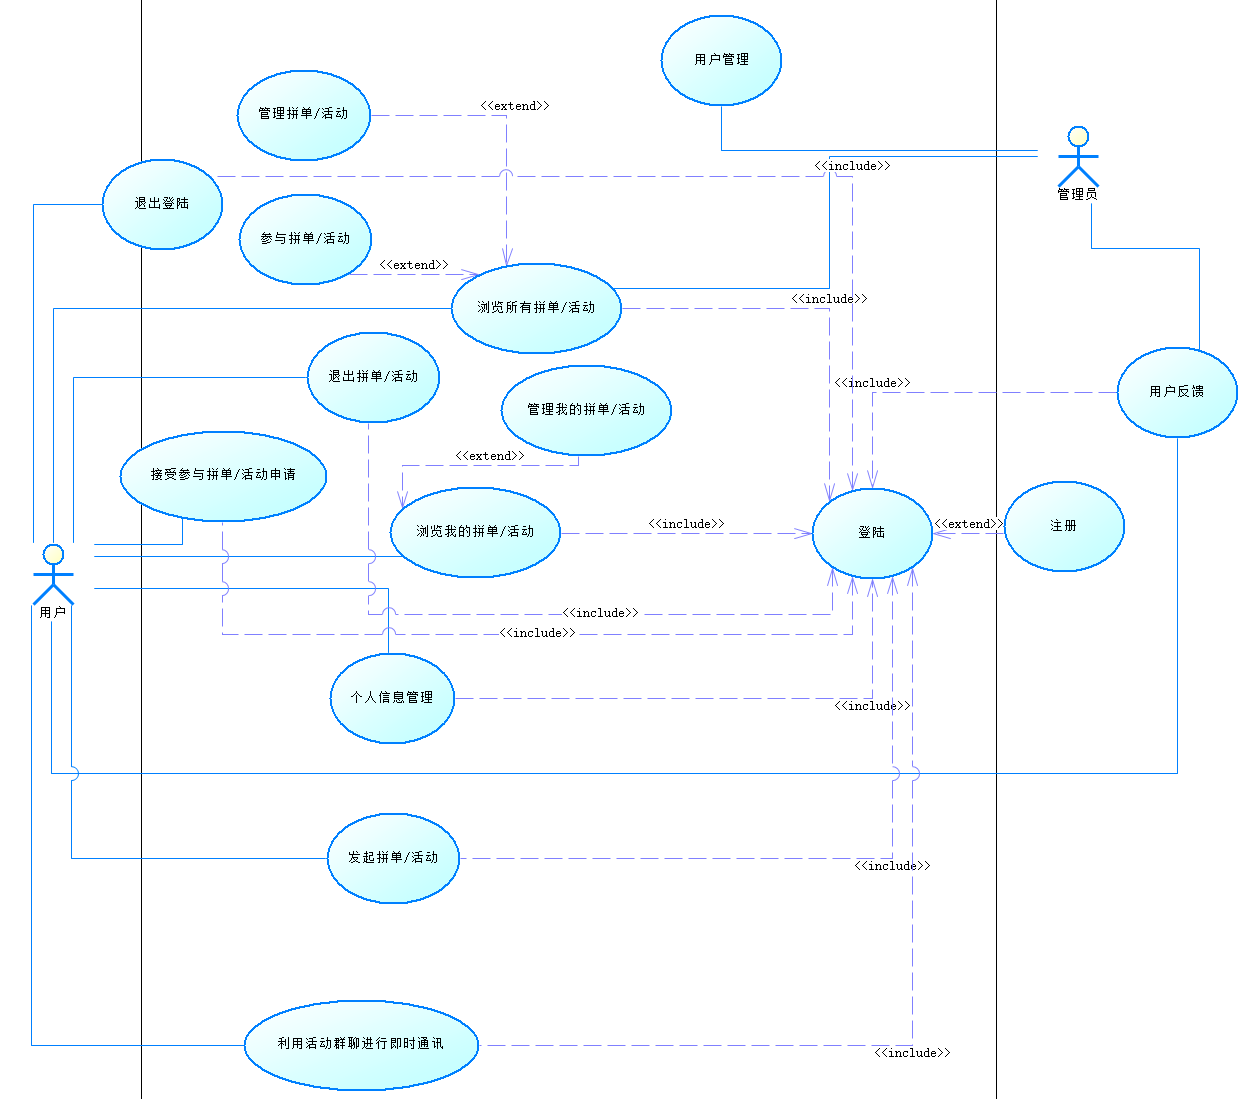 用户管理
管理拼单/活动
<<extend>>
<<include>>
管理员
退出登陆
参与拼单/活动
<<extend>>
浏览所有拼单/活动
<<include>>
退出拼单/活动
<<include>>
用户反馈
管理我的拼单/活动
<<extend>>
接受参与拼单/活动申请
浏览我的拼单/活动
<<include>>
登陆
<<extend>>
注册
用户
<<include>>
<<include>>
个人信息管理
<<include>>
发起拼单/活动
<<include>>
利用活动群聊进行即时通讯
<<include>>